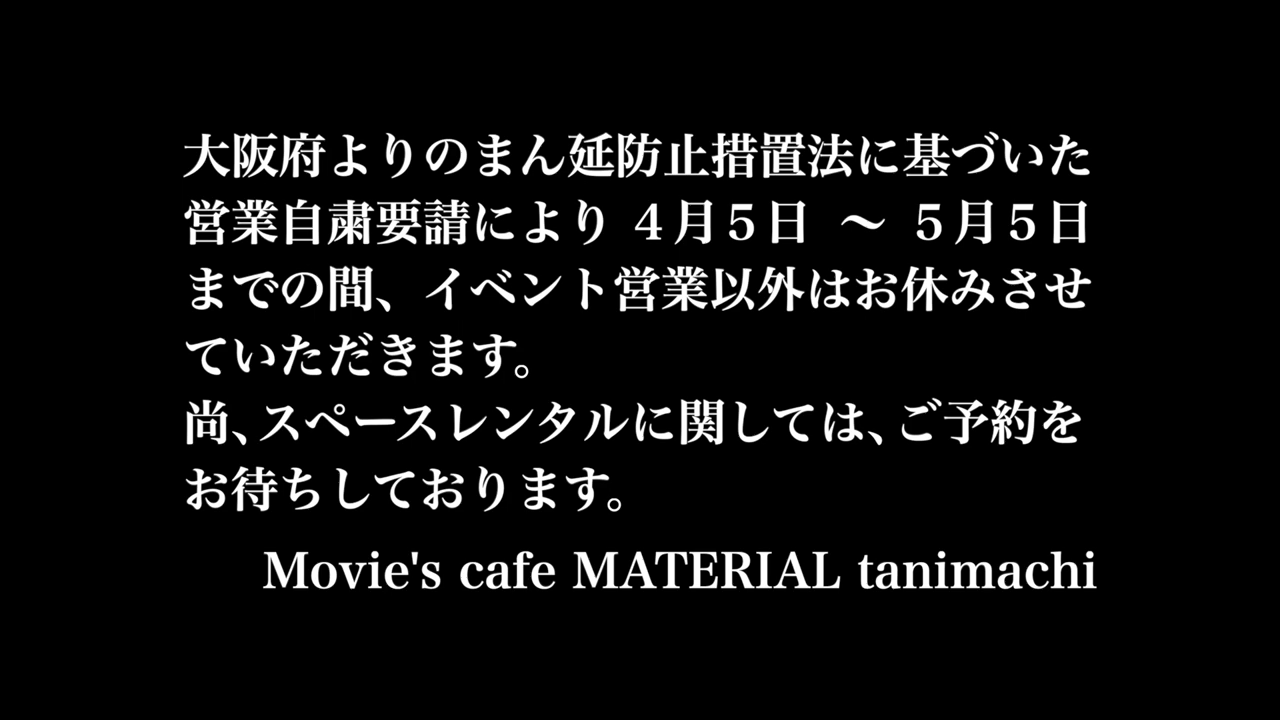 大阪府よりのまん延防止措置法に基づいた
営業自粛要請により ４月５日 ～ ５月５日
までの間、イベント営業以外はお休みさせ
ていただきます。
尚、スペースレンタルに関しては、ご予約を
お待ちしております。
Movie's cafe MATERIAL tanimachi